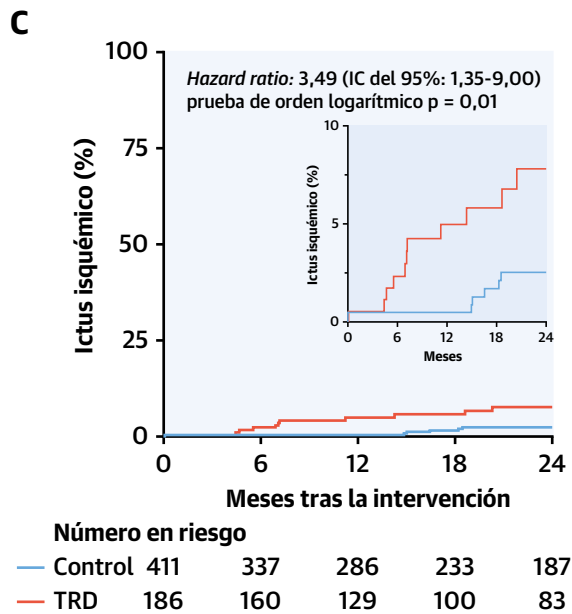 C
Hazard ratio: 3,49 (IC del 95%: 1,35-9,00)
prueba de orden logarítmico p = 0,01
Ictus isquémico (%)
100
75
50
25
0
0 6 12 18 24
Meses tras la intervención
Ictus isquémico (%)
10
5
0
0 6 12 18 24
Meses
Número en riesgo
Control 411 337 286 233 187
TRD 186 160 129 100 83